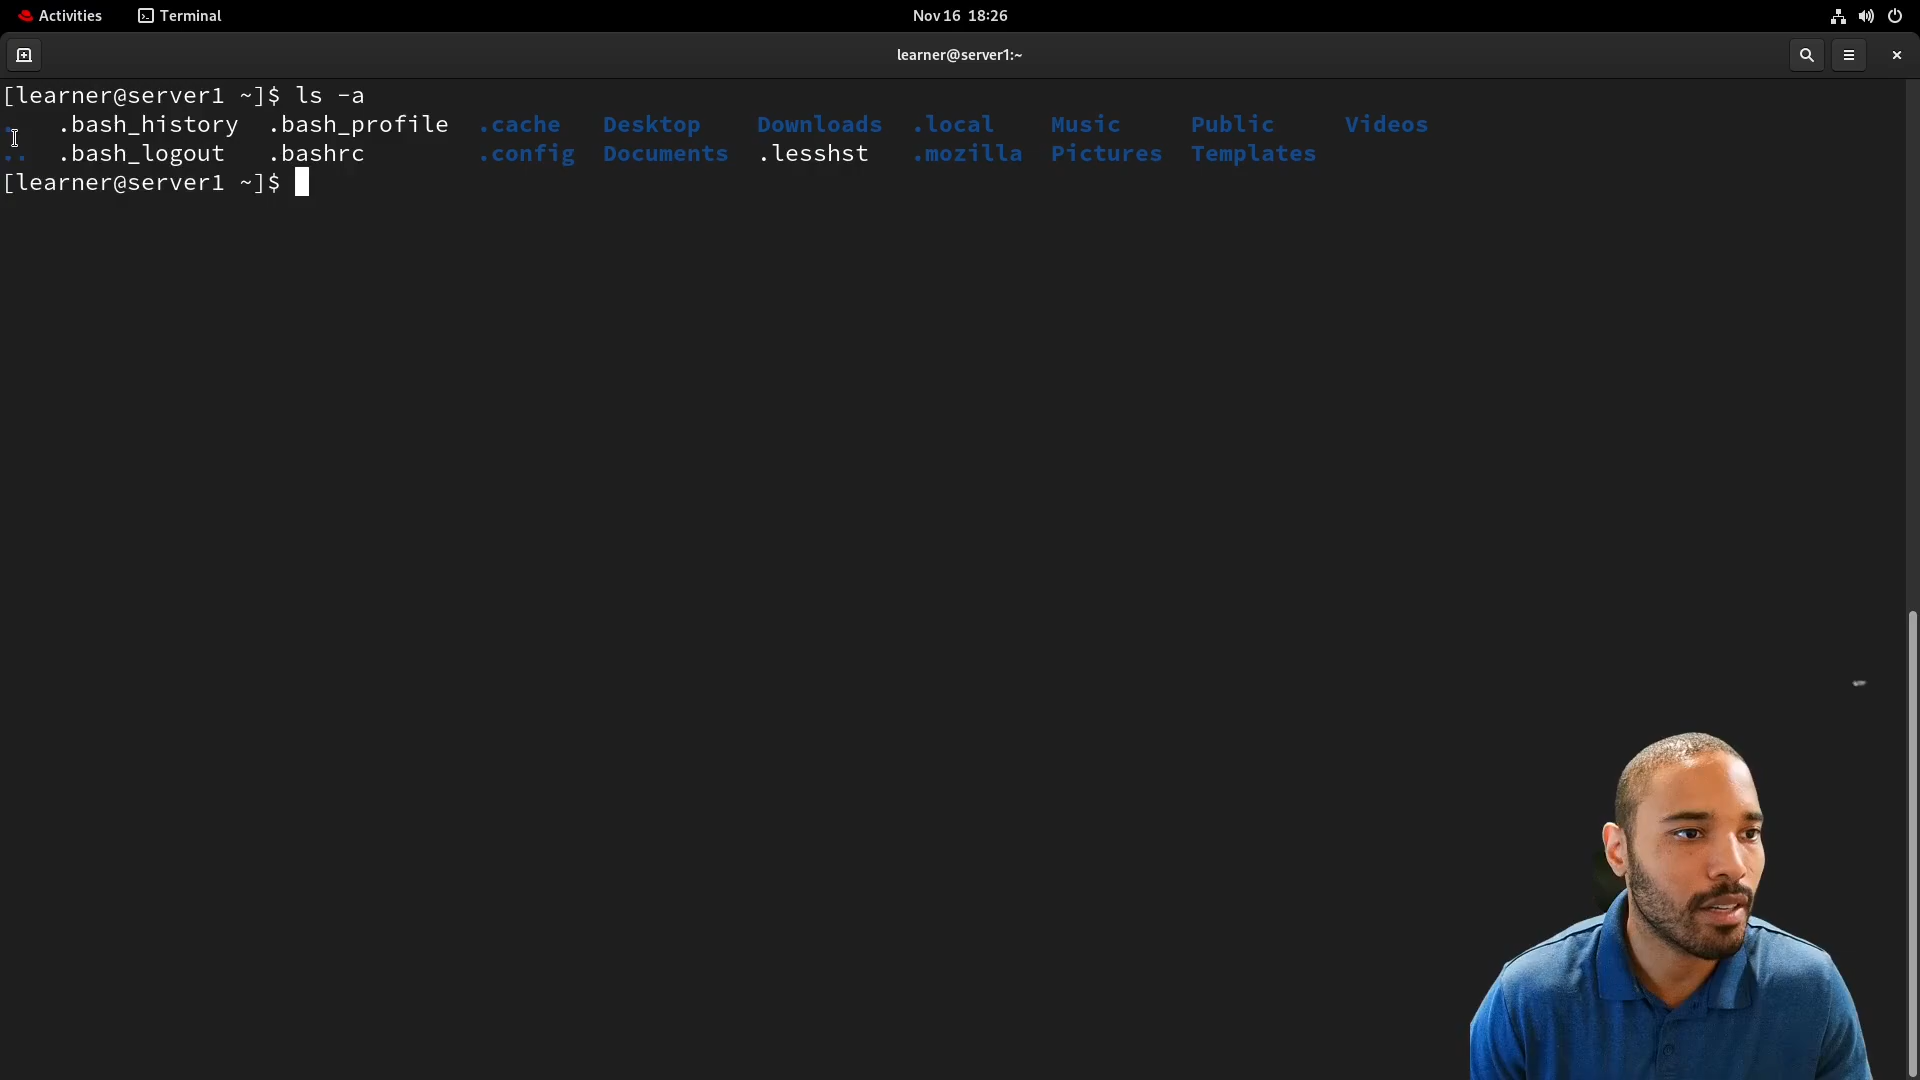 Activities Terminal Nov 16 18:26
learner@server1:~
[learner@server1 ~]$ ls -a
. .bash_history .bash_profile .cache Desktop Downloads .local Music Public Videos
.. .bash_logout .bashrc .config Documents .lesshst .mozilla Pictures Templates
[learner@server1 ~]$